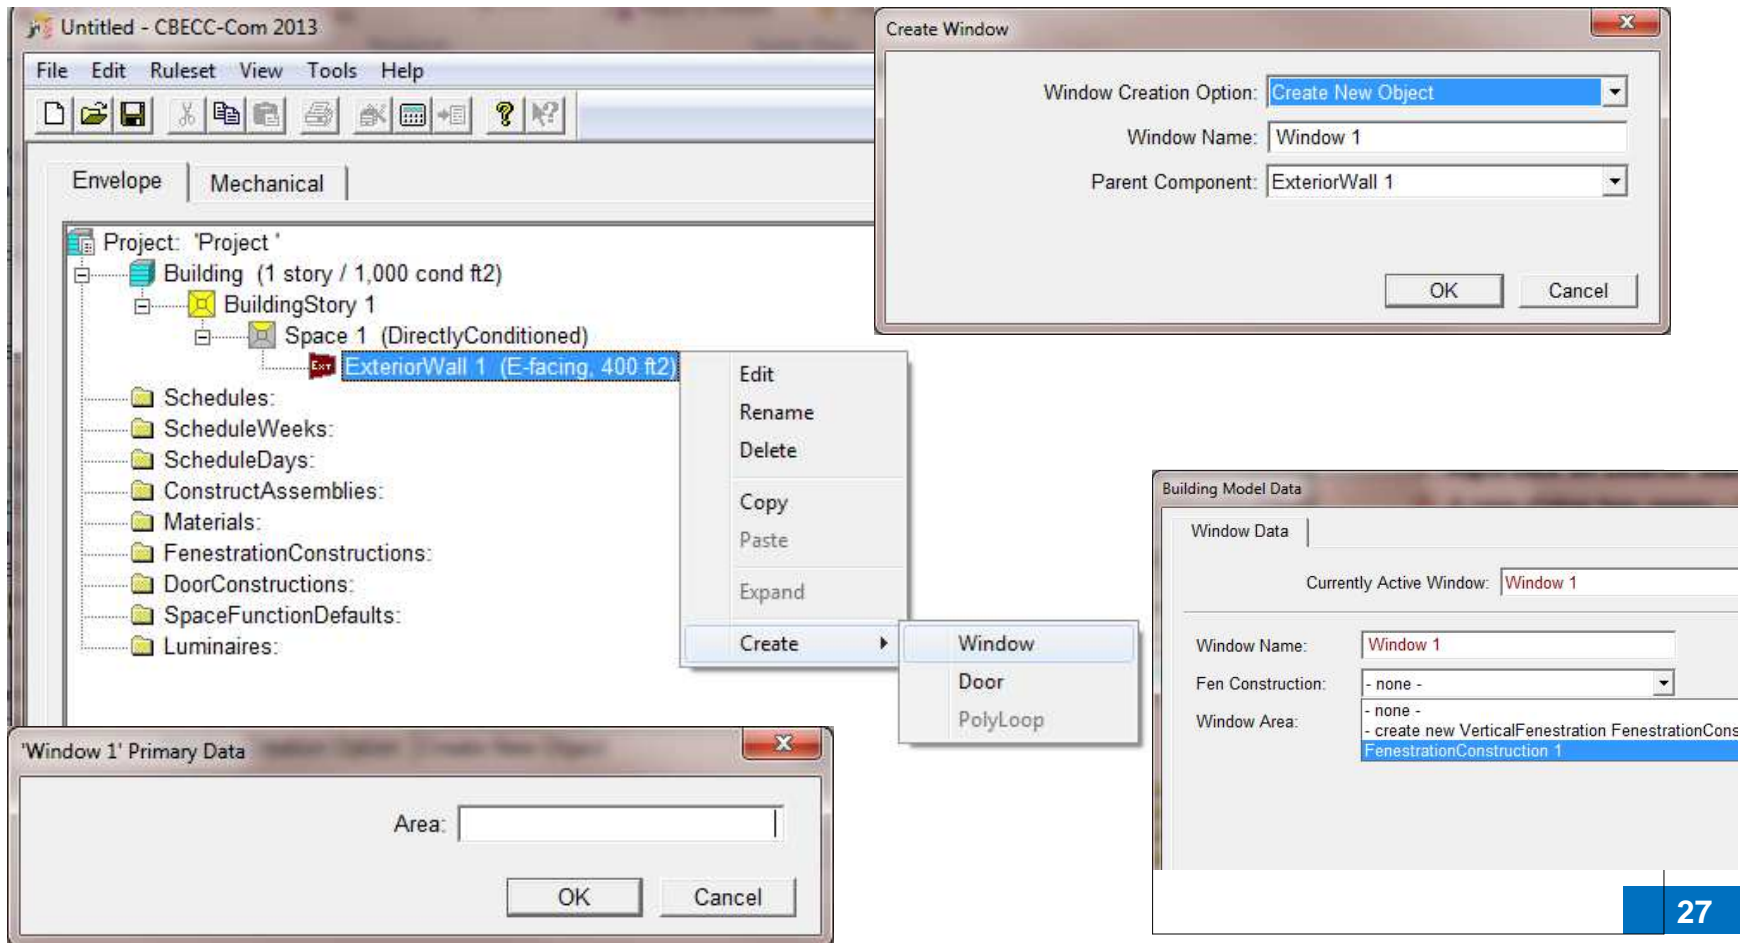 Untitled - CBECC-Com 2013
File Edit Ruleset View Tools Help
Envelope Mechanical
Project: 'Project '
Building (1 story / 1,000 cond ft2)
BuildingStory 1
Space 1 (DirectlyConditioned)
EXT ExteriorWall 1 (E-facing, 400 ft2)
Schedules:
ScheduleWeeks:
ScheduleDays:
ConstructAssemblies:
Materials:
FenestrationConstructions:
DoorConstructions:
SpaceFunctionDefaults:
Luminaires:
Edit
Rename
Delete
Copy
Paste
Expand
Create
Window
Door
PolyLoop
Create Window
Window Creation Option: Create New Object
Window Name: Window 1
Parent Component: ExteriorWall 1
OK Cancel
'Window 1' Primary Data
Area:
OK Cancel
Building Model Data
Window Data
Currently Active Window: Window 1
Window Name: Window 1
Fen Construction: - none -
Window Area:
- none -
- create new VerticalFenestration FenestrationCons
FenestrationConstruction 1
27